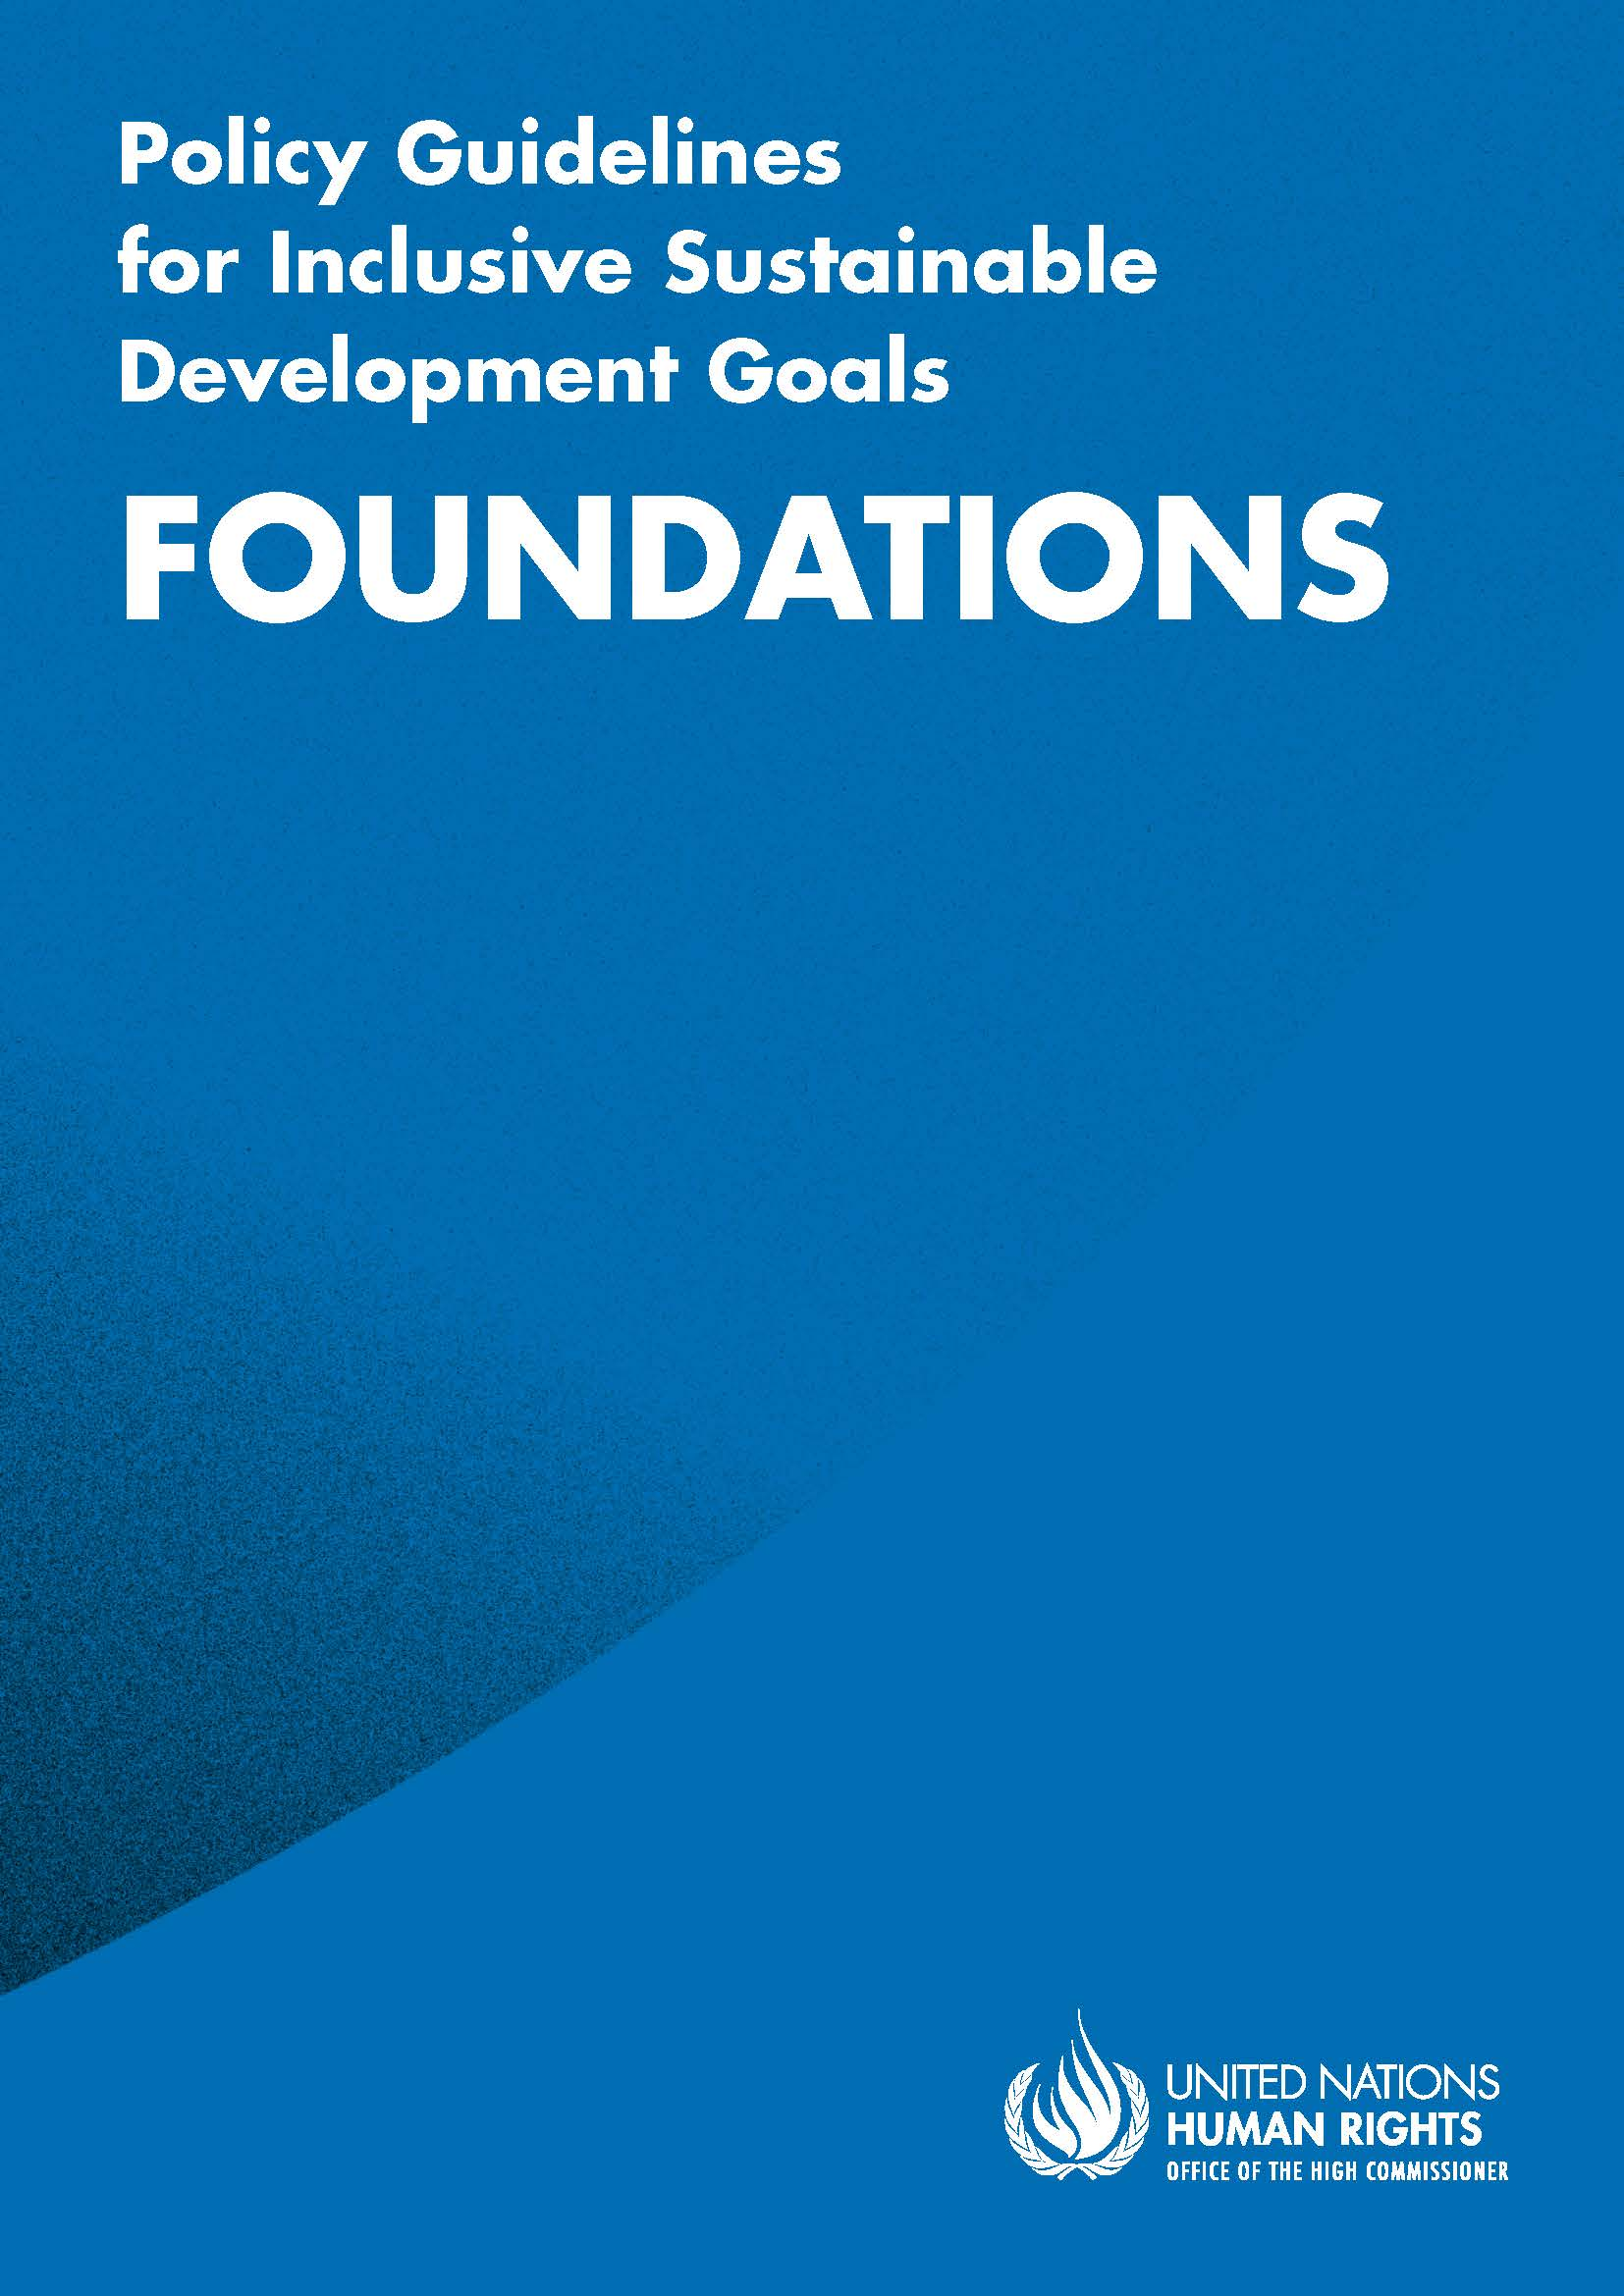 Policy Guidelines
for Inclusive Sustainable
Development Goals
FOUNDATIONS
UNITED NATIONS
HUMAN RIGHTS
OFFICE OF THE HIGH COMMISSIONER